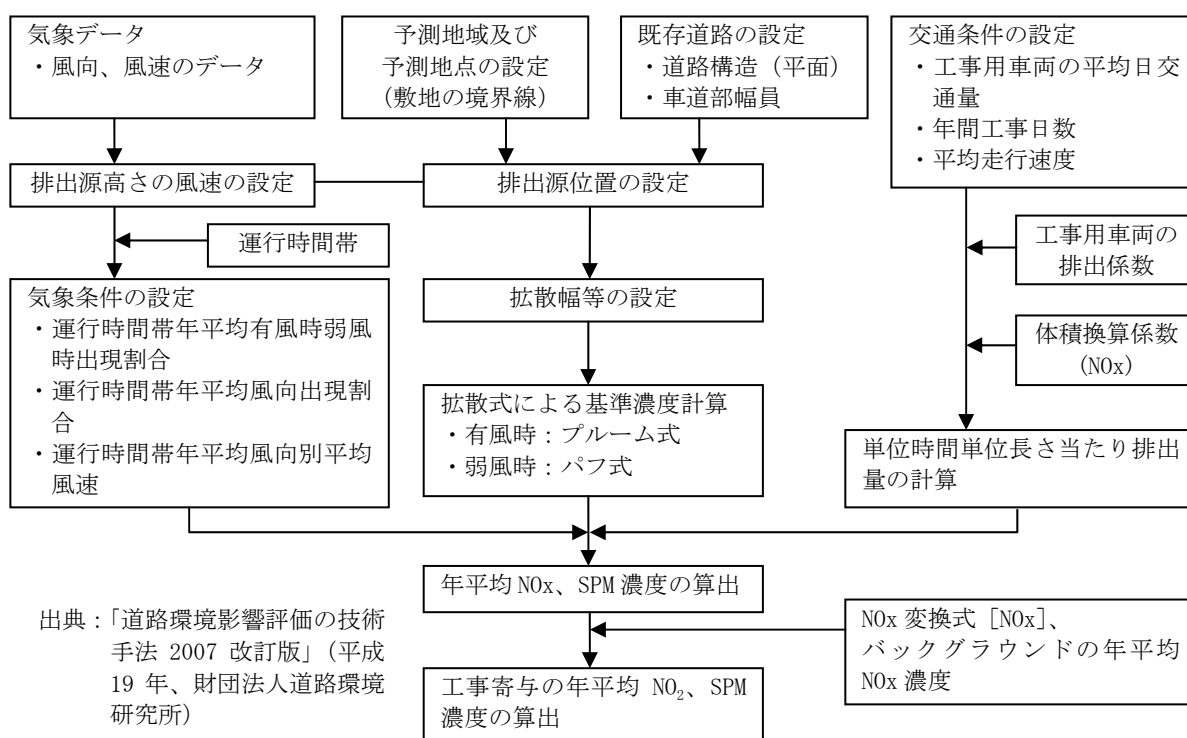 気象データ
・風向、風速のデータ
予測地域及び
予測地点の設定
(敷地の境界線)
既存道路の設定
・道路構造（平面）
・車道部幅員
交通条件の設定
・工事用車両の平均日交
通量
・年間工事日数
・平均走行速度
排出源高さの風速の設定
排出源位置の設定
運行時間帯
工事用車両の
排出係数
気象条件の設定
・運行時間帯年平均有風時弱風
時出現割合
・運行時間帯年平均風向出現割
合
・運行時間帯年平均風向別平均
風速
拡散幅等の設定
体積換算係数
(NOx)
拡散式による基準濃度計算
・有風時：プルーム式
・弱風時：パフ式
単位時間単位長さ当たり排出
量の計算
年平均 NOx、SPM 濃度の算出
出典：「道路環境影響評価の技術
手法 2007 改訂版」（平成
19 年、財団法人道路環境
研究所）
NOx 変換式［NOx］、
バックグラウンドの年平均
NOx 濃度
工事寄与の年平均 NO₂、SPM
濃度の算出